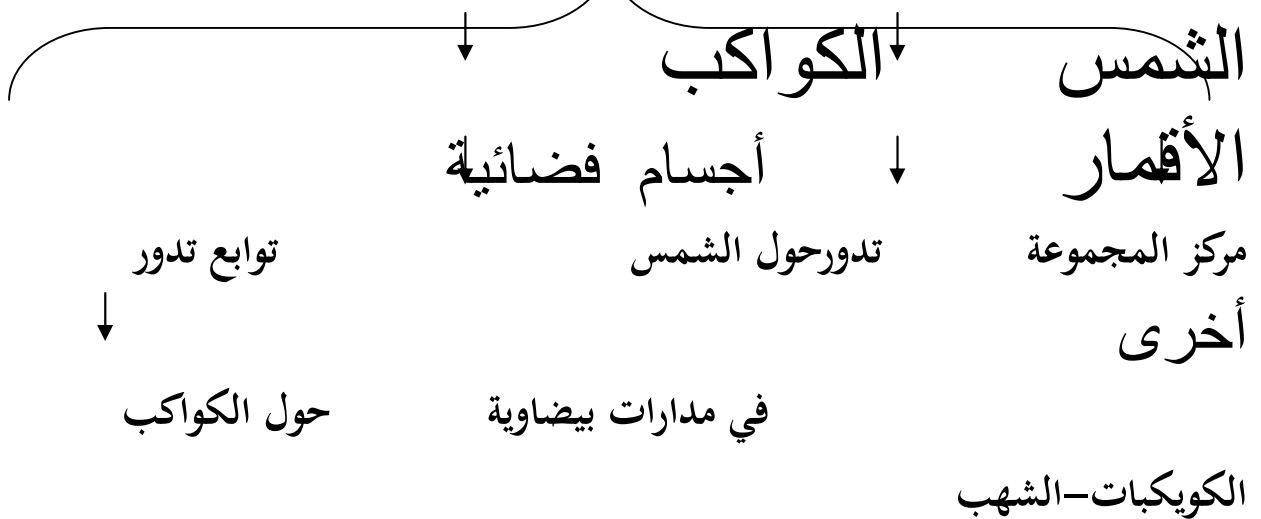 الشمس الكواكب
الأقمار أجسام فضائية
مركز المجموعة تدورحول الشمس توابع تدور
أخرى
في مدارات بيضاوية حول الكواكب
الكويكبات–الشهب